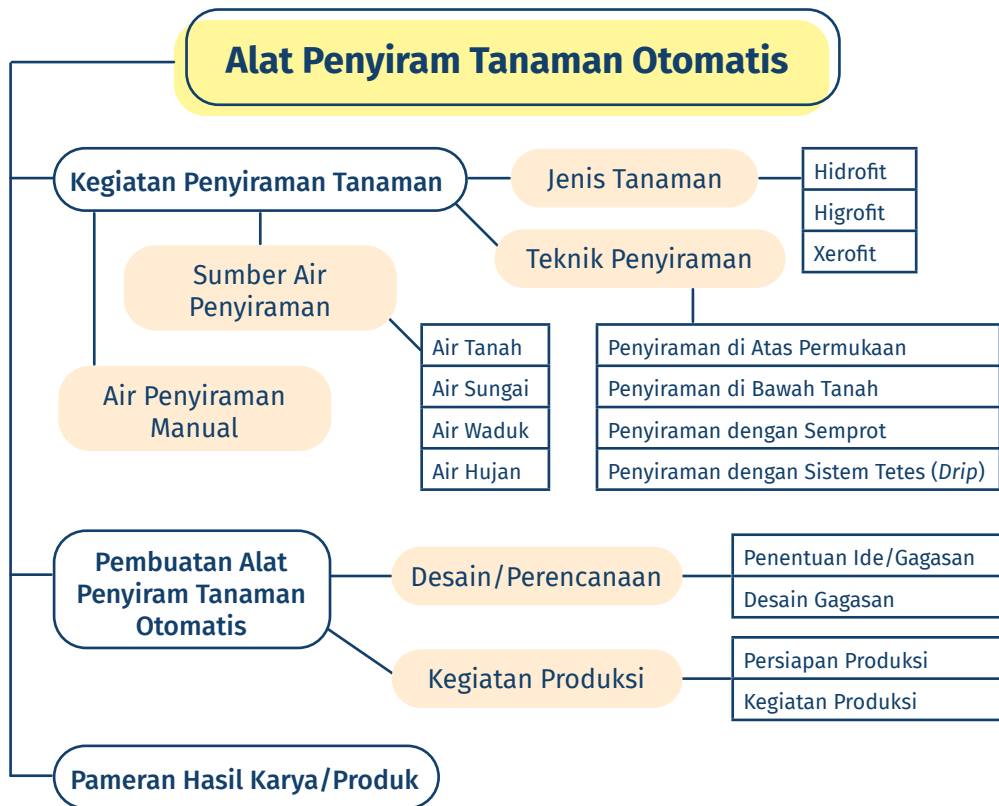 Alat Penyiram Tanaman Otomatis
Kegiatan Penyiraman Tanaman
Jenis Tanaman
Hidrofit
Higrofit
Xerofit
Teknik Penyiraman
Sumber Air
Penyiraman
Air Tanah
Air Sungai
Air Waduk
Air Hujan
Penyiraman di Atas Permukaan
Penyiraman di Bawah Tanah
Penyiraman dengan Semprot
Penyiraman dengan Sistem Tetes (Drip)
Air Penyiraman
Manual
Pembuatan Alat
Penyiram Tanaman
Otomatis
Desain/Perencanaan
Penentuan Ide/Gagasan
Desain Gagasan
Kegiatan Produksi
Persiapan Produksi
Kegiatan Produksi
Pameran Hasil Karya/Produk